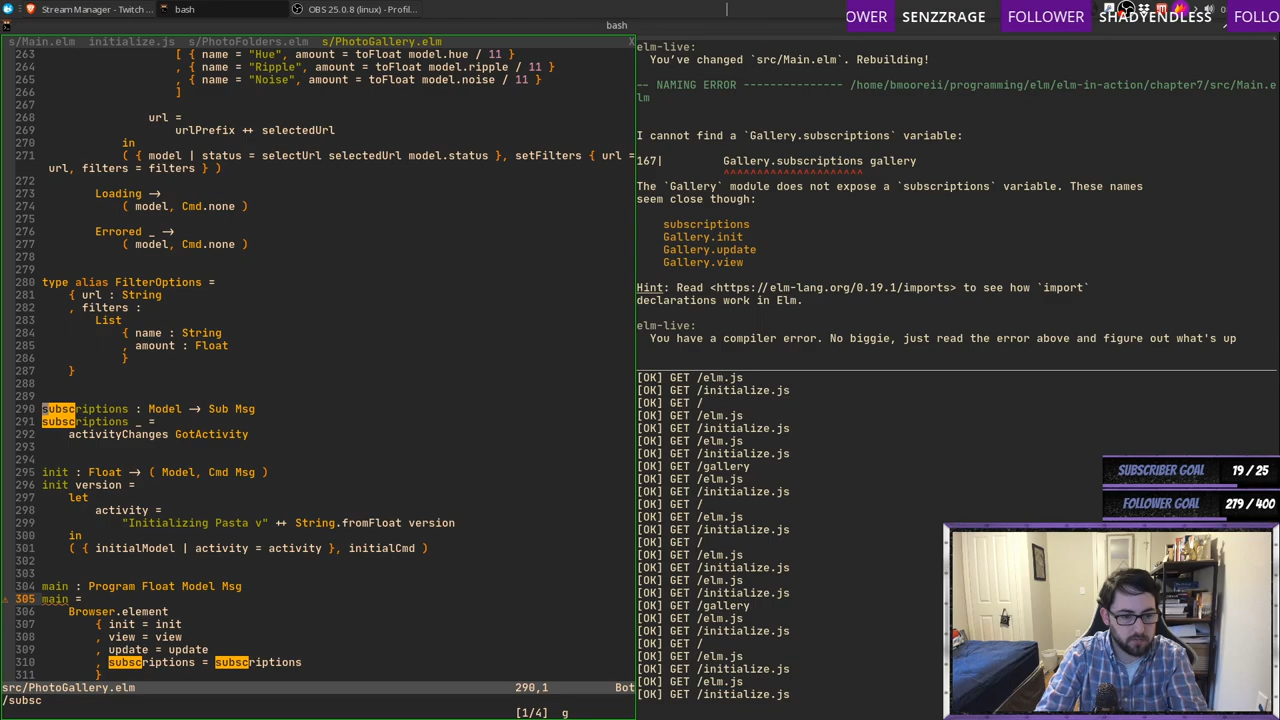 Stream Manager - Twitch ...
bash
OBS 25.0.8 (linux) - Profil...
bash
OWER SENZZRAGE FOLLOWER SHADYENDLESS FOLLO
s/Main.elm initialize.js s/PhotoFolders.elm s/PhotoGallery.elm X
263 [ { name = "Hue", amount = toFloat model.hue / 11 }
264 , { name = "Ripple", amount = toFloat model.ripple / 11 }
265 , { name = "Noise", amount = toFloat model.noise / 11 }
266 ]
267
268 url =
269 urlPrefix ++ selectedUrl
270 in
271 ( { model | status = selectUrl selectedUrl model.status }, setFilters { url =
url, filters = filters } )
272
273 Loading ->
274 ( model, Cmd.none )
275
276 Errored _ ->
277 ( model, Cmd.none )
278
279
280 type alias FilterOptions =
281 { url : String
282 , filters :
283 List
284 { name : String
285 , amount : Float
286 }
287 }
288
289
290 subscriptions : Model -> Sub Msg
291 subscriptions _ =
292 activityChanges GotActivity
293
294
295 init : Float -> ( Model, Cmd Msg )
296 init version =
297 let
298 activity =
299 "Initializing Pasta v" ++ String.fromFloat version
300 in
301 ( { initialModel | activity = activity }, initialCmd )
302
303
304 main : Program Float Model Msg
305 main =
306 Browser.element
307 { init = init
308 , view = view
309 , update = update
310 , subscriptions = subscriptions
311 }
src/PhotoGallery.elm 290,1 Bot
/subsc
[1/4] g
elm-live:
You've changed `src/Main.elm`. Rebuilding!
-- NAMING ERROR --------------- /home/bmooreii/programming/elm/elm-in-action/chapter7/src/Main.e
lm
I cannot find a `Gallery.subscriptions` variable:
167| Gallery.subscriptions gallery
^^^^^^^^^^^^^^^^^^^^^
The `Gallery` module does not expose a `subscriptions` variable. These names
seem close though:
subscriptions
Gallery.init
Gallery.update
Gallery.view
Hint: Read <https://elm-lang.org/0.19.1/imports> to see how `import`
declarations work in Elm.
elm-live:
You have a compiler error. No biggie, just read the error above and figure out what's up
[OK] GET /elm.js
[OK] GET /initialize.js
[OK] GET /
[OK] GET /elm.js
[OK] GET /initialize.js
[OK] GET /elm.js
[OK] GET /initialize.js
[OK] GET /gallery
[OK] GET /elm.js
[OK] GET /initialize.js
[OK] GET /
[OK] GET /elm.js
[OK] GET /initialize.js
[OK] GET /
[OK] GET /elm.js
[OK] GET /initialize.js
[OK] GET /elm.js
[OK] GET /initialize.js
[OK] GET /gallery
[OK] GET /elm.js
[OK] GET /initialize.js
[OK] GET /
[OK] GET /elm.js
[OK] GET /initialize.js
[OK] GET /elm.js
[OK] GET /initialize.js
SUBSCRIBER GOAL 19 / 25
FOLLOWER GOAL 279 / 400